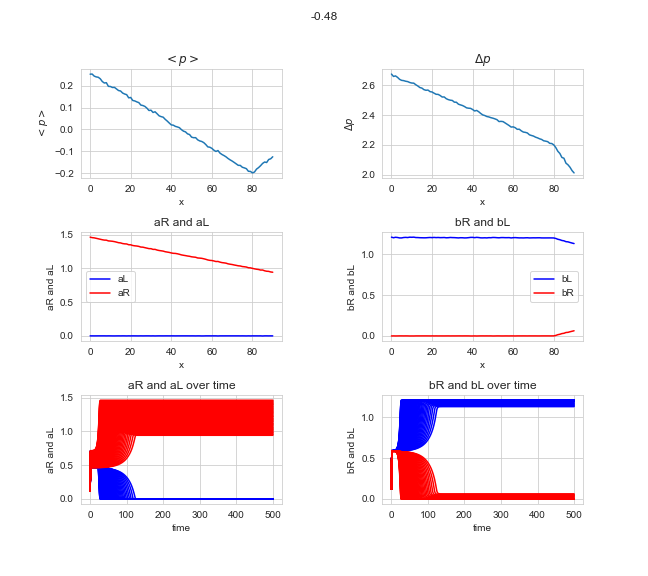 -0.48
< p >
Δp
0.2
0.1
0.0
−0.1
−0.2
< p >
0 20 40 60 80
x
2.6
2.4
2.2
2.0
Δp
0 20 40 60 80
x
aR and aL
1.5
1.0
0.5
0.0
aR and aL
aL
aR
0 20 40 60 80
x
bR and bL
1.0
0.5
0.0
bR and bL
bL
bR
0 20 40 60 80
x
aR and aL over time
1.5
1.0
0.5
0.0
aR and aL
0 100 200 300 400 500
time
bR and bL over time
1.0
0.5
0.0
bR and bL
0 100 200 300 400 500
time